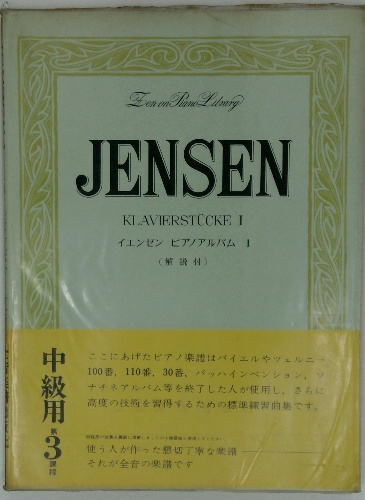 Zen-on Piano Library
JENSEN
KLAVIERSTÜCKE I
イエンゼン ピアノアルバム 1
(解説付)
中級用
第3課程
ここにあげたピアノ楽譜はバイエルやツェルニー
100番, 110番, 30番, バッハインベンション, ソ
ナチネアルバム等を終了した人が使用し, さらに
高度の技術を習得するための標準練習曲集です。
使う人が作った懇切丁寧な楽譜
それが全音の楽譜です